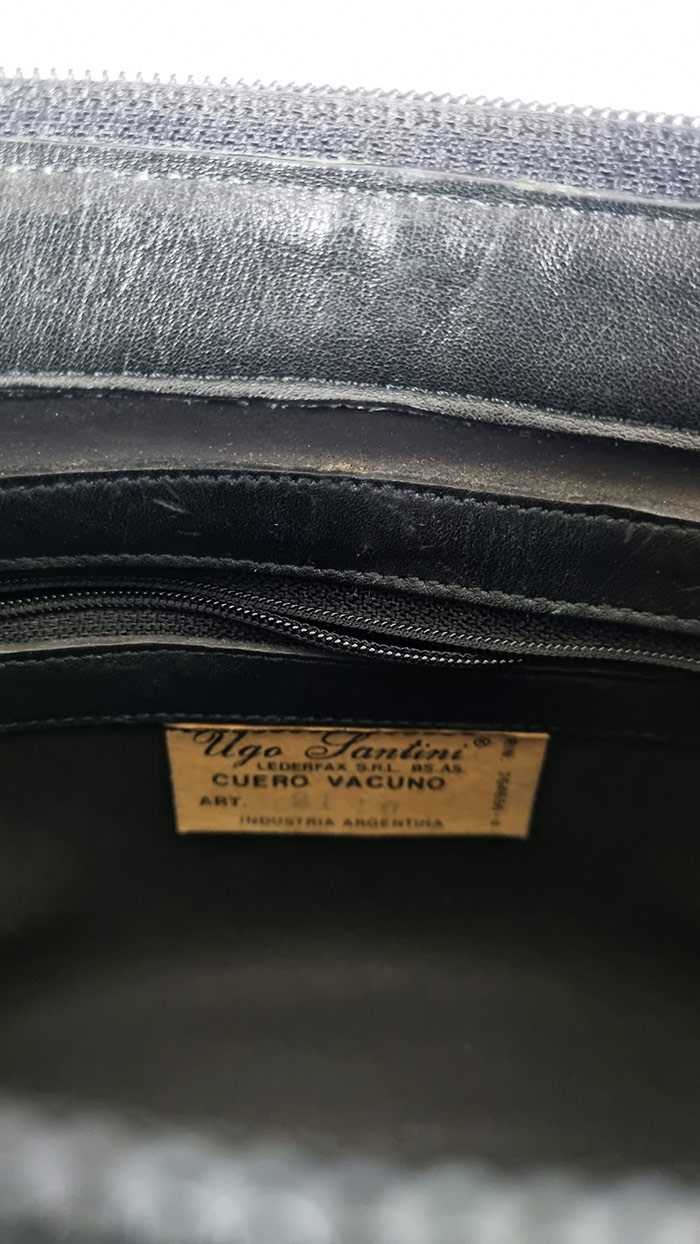 Ugo Santini ®
LEDERFAX S.R.L. BS.AS.
CUERO VACUNO
ART.
INDUSTRIA ARGENTINA